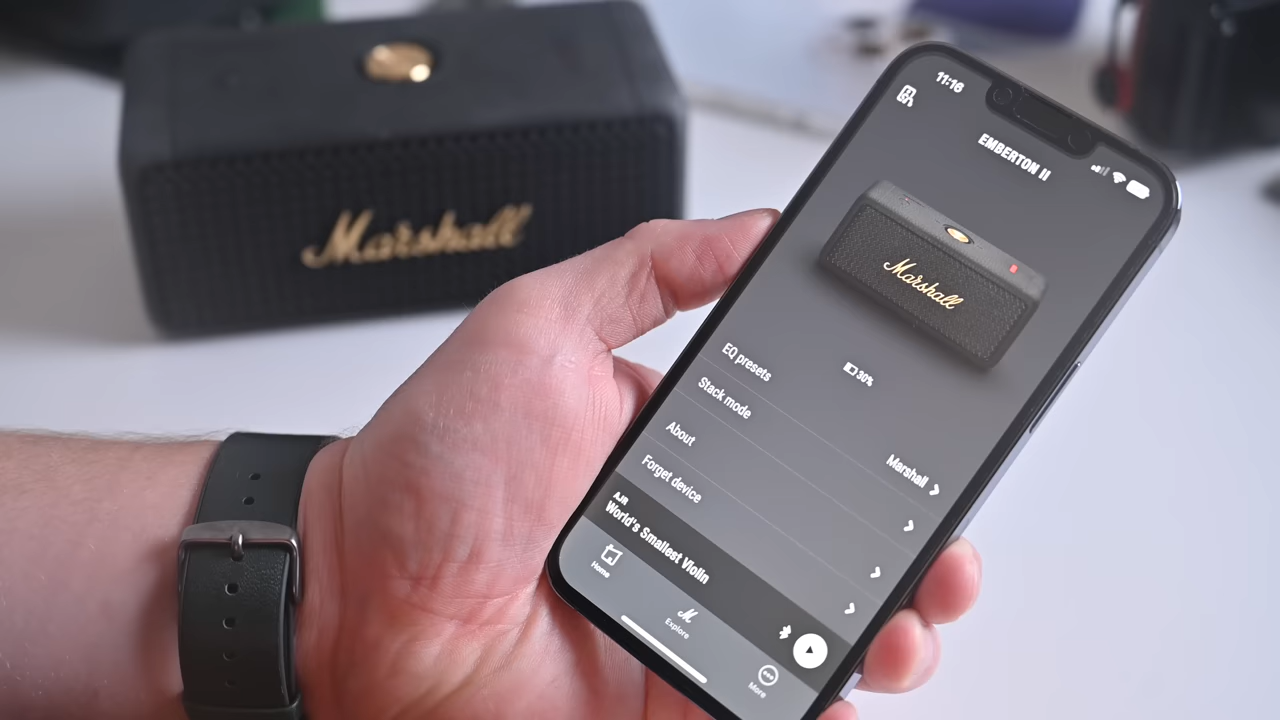 Marshall
11:16
EMBERTON II
Marshall
30%
EQ presets
Marshall
Stack mode
About
Forget device
AJR
World's Smallest Violin
Home
Explore
More